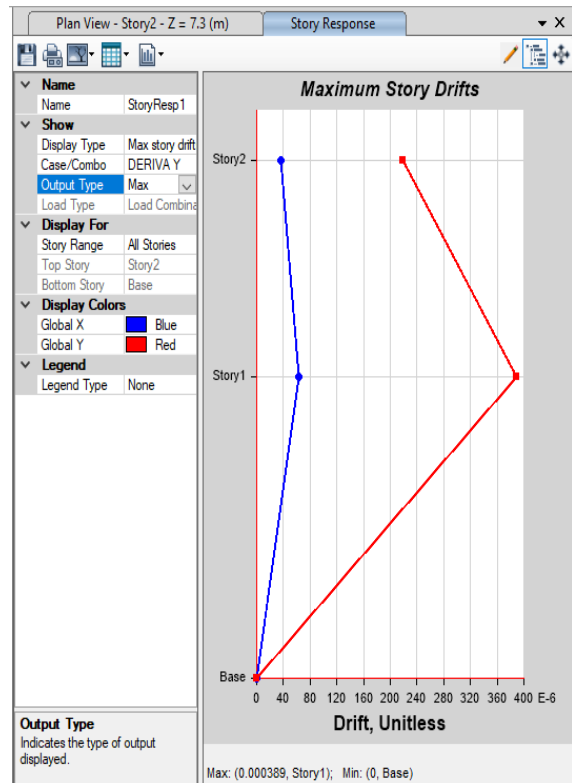 Plan View - Story2 - Z = 7.3 (m)
Story Response
Name
Name StoryResp1
Show
Display Type Max story drift
Case/Combo DERIVA Y
Output Type Max
Load Type Load Combina
Display For
Story Range All Stories
Top Story Story2
Bottom Story Base
Display Colors
Global X Blue
Global Y Red
Legend
Legend Type None
Output Type
Indicates the type of output
displayed.
Maximum Story Drifts
Story2
Story1
Base
0 40 80 120 160 200 240 280 320 360 400 E-6
Drift, Unitless
Max: (0.000389, Story1); Min: (0, Base)